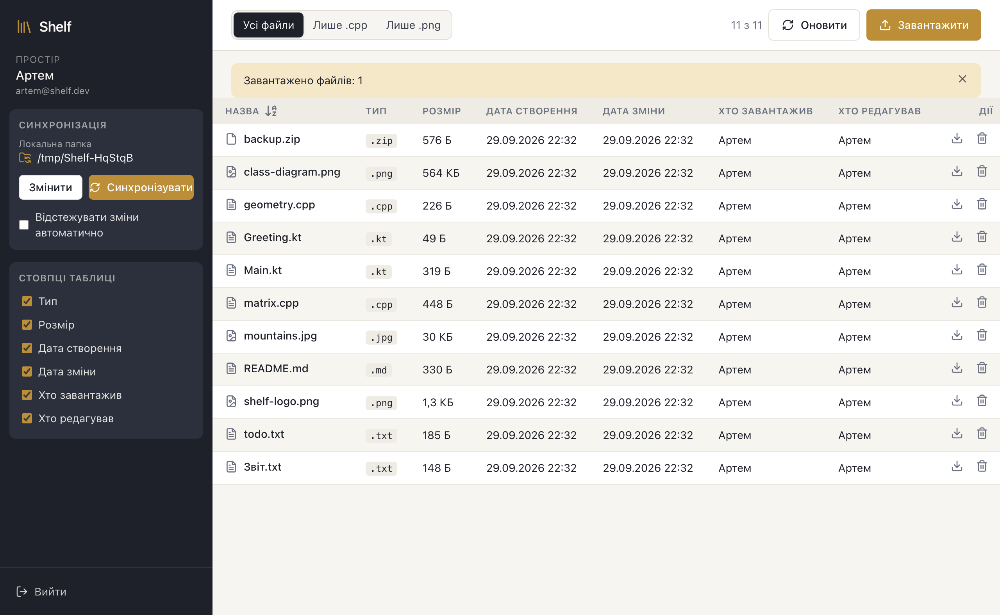 Shelf
ПРОСТІР
Артем
artem@shelf.dev
СИНХРОНІЗАЦІЯ
Локальна папка
/tmp/Shelf-HqStqB
Змінити Синхронізувати
Відстежувати зміни
автоматично
СТОВПЦІ ТАБЛИЦІ
Тип
Розмір
Дата створення
Дата зміни
Хто завантажив
Хто редагував
Вийти
Усі файли Лише .cpp Лише .png 11 з 11 Оновити Завантажити
Завантажено файлів: 1
НАЗВА ТИП РОЗМІР ДАТА СТВОРЕННЯ ДАТА ЗМІНИ ХТО ЗАВАНТАЖИВ ХТО РЕДАГУВАВ ДІЇ
backup.zip .zip 576 Б 29.09.2026 22:32 29.09.2026 22:32 Артем Артем
class-diagram.png .png 564 КБ 29.09.2026 22:32 29.09.2026 22:32 Артем Артем
geometry.cpp .cpp 226 Б 29.09.2026 22:32 29.09.2026 22:32 Артем Артем
Greeting.kt .kt 49 Б 29.09.2026 22:32 29.09.2026 22:32 Артем Артем
Main.kt .kt 319 Б 29.09.2026 22:32 29.09.2026 22:32 Артем Артем
matrix.cpp .cpp 448 Б 29.09.2026 22:32 29.09.2026 22:32 Артем Артем
mountains.jpg .jpg 30 КБ 29.09.2026 22:32 29.09.2026 22:32 Артем Артем
README.md .md 330 Б 29.09.2026 22:32 29.09.2026 22:32 Артем Артем
shelf-logo.png .png 1,3 КБ 29.09.2026 22:32 29.09.2026 22:32 Артем Артем
todo.txt .txt 185 Б 29.09.2026 22:32 29.09.2026 22:32 Артем Артем
Звіт.txt .txt 148 Б 29.09.2026 22:32 29.09.2026 22:32 Артем Артем